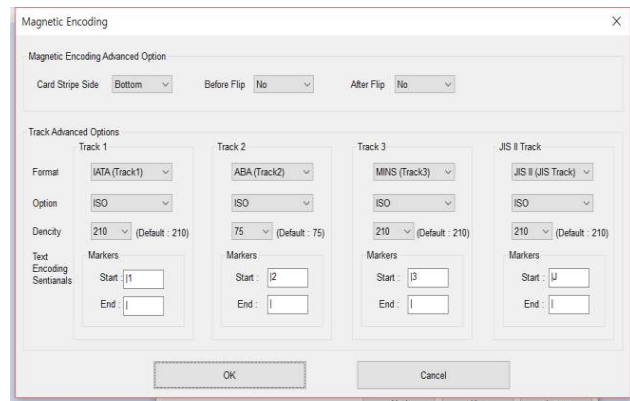 Magnetic Encoding
Magnetic Encoding Advanced Option
Card Stripe Side Bottom Before Flip No After Flip No
Track Advanced Options
Track 1 Track 2 Track 3 JIS II Track
Format IATA (Track1) ABA (Track2) MINS (Track3) JIS II (JIS Track)
Option ISO ISO ISO ISO
Dencity 210 (Default : 210) 75 (Default : 75) 210 (Default : 210) 210 (Default : 210)
Text Encoding Sentianals
Markers Markers Markers Markers
Start : |1 Start : |2 Start : |3 Start : |J
End : | End : | End : | End : |
OK Cancel